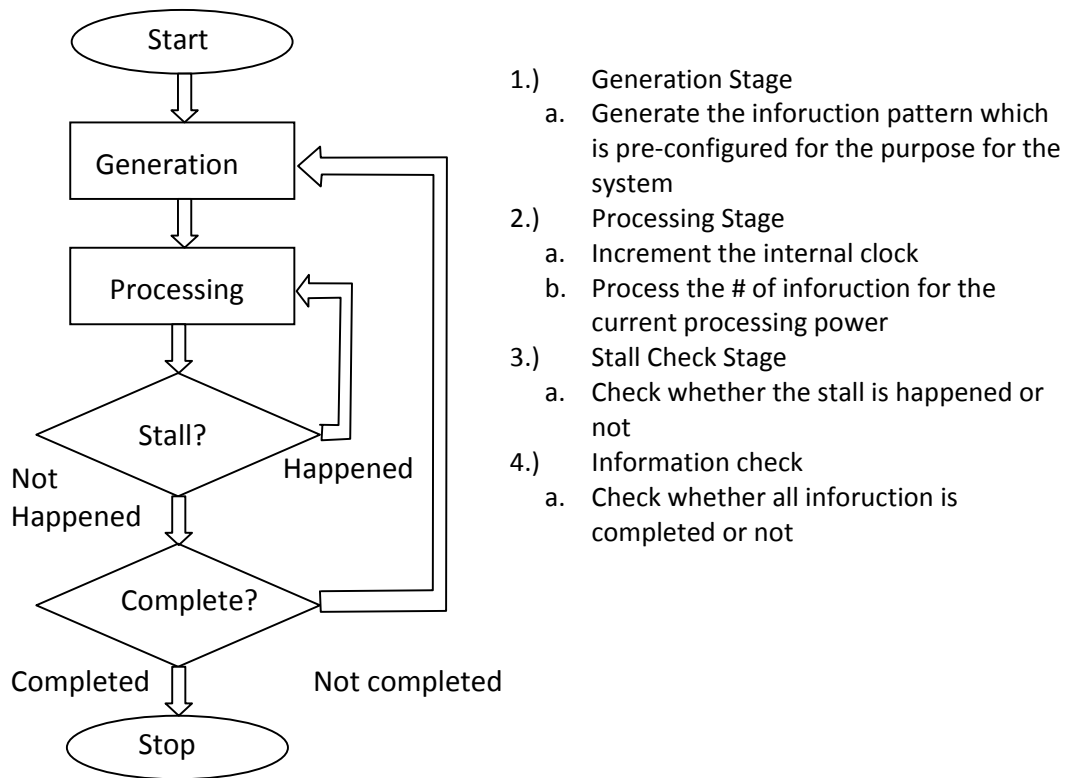 Start
Generation
Processing
Stall?
Happened
Not
Happened
Complete?
Completed
Not completed
Stop
1.) Generation Stage
a. Generate the inforuction pattern which
is pre-configured for the purpose for the
system
2.) Processing Stage
a. Increment the internal clock
b. Process the # of inforuction for the
current processing power
3.) Stall Check Stage
a. Check whether the stall is happened or
not
4.) Information check
a. Check whether all inforuction is
completed or not